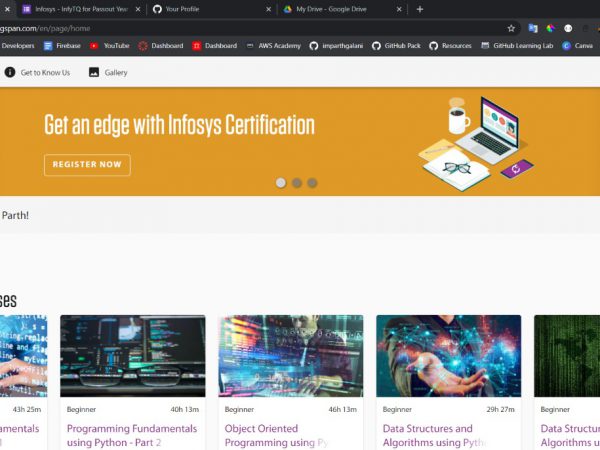 Infosys - InfyTQ for Passout Year
Your Profile
My Drive - Google Drive
gspan.com/en/page/home
Developers
Firebase
YouTube
Dashboard
Dashboard
AWS Academy
imparthgalani
GitHub Pack
Resources
GitHub Learning Lab
Canva
Get to Know Us
Gallery
Get an edge with Infosys Certification
REGISTER NOW
Parth!
ses
43h 25m
amentals
Beginner 40h 13m
Programming Fundamentals
using Python - Part 2
Beginner 46h 13m
Object Oriented
Programming using Py
Beginner 29h 27m
Data Structures and
Algorithms using Pyth
Beginner
Data Structur
Algorithms us